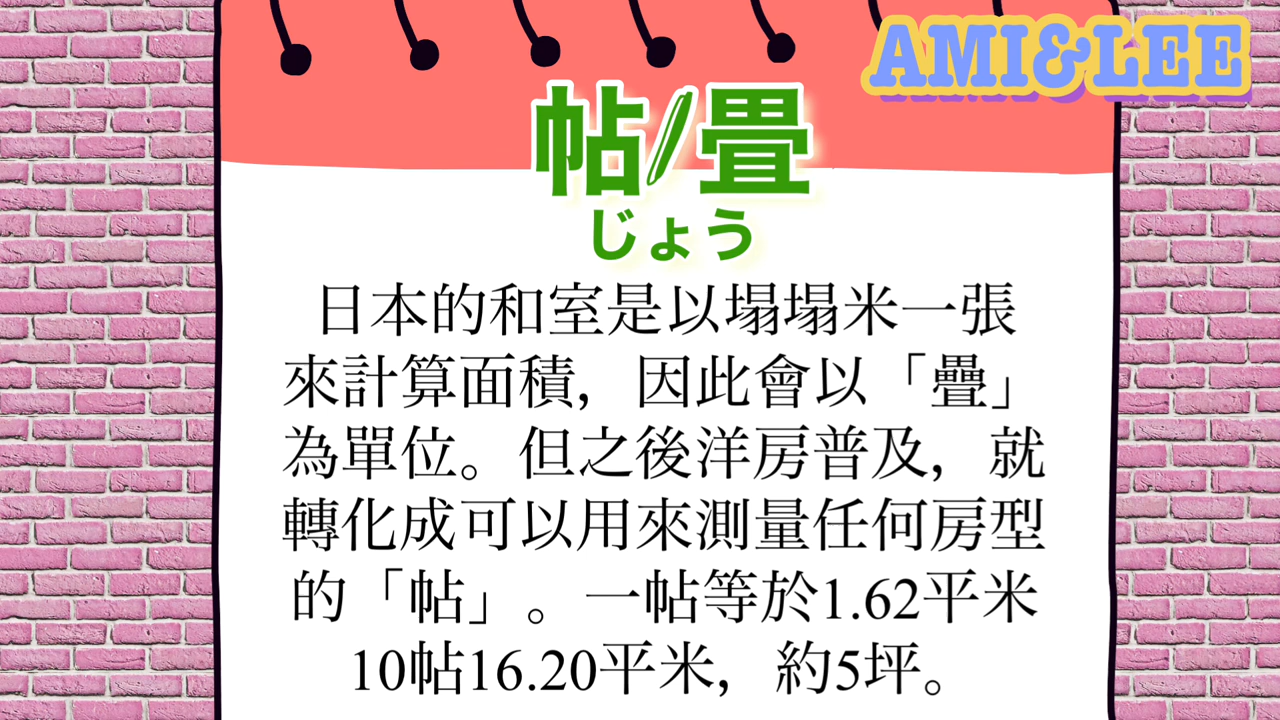 AMI&LEE
帖/畳
じょう
日本的和室是以塌塌米一張
來計算面積，因此會以「疊」
為單位。但之後洋房普及，就
轉化成可以用來測量任何房型
的「帖」。一帖等於1.62平米
10帖16.20平米，約5坪。